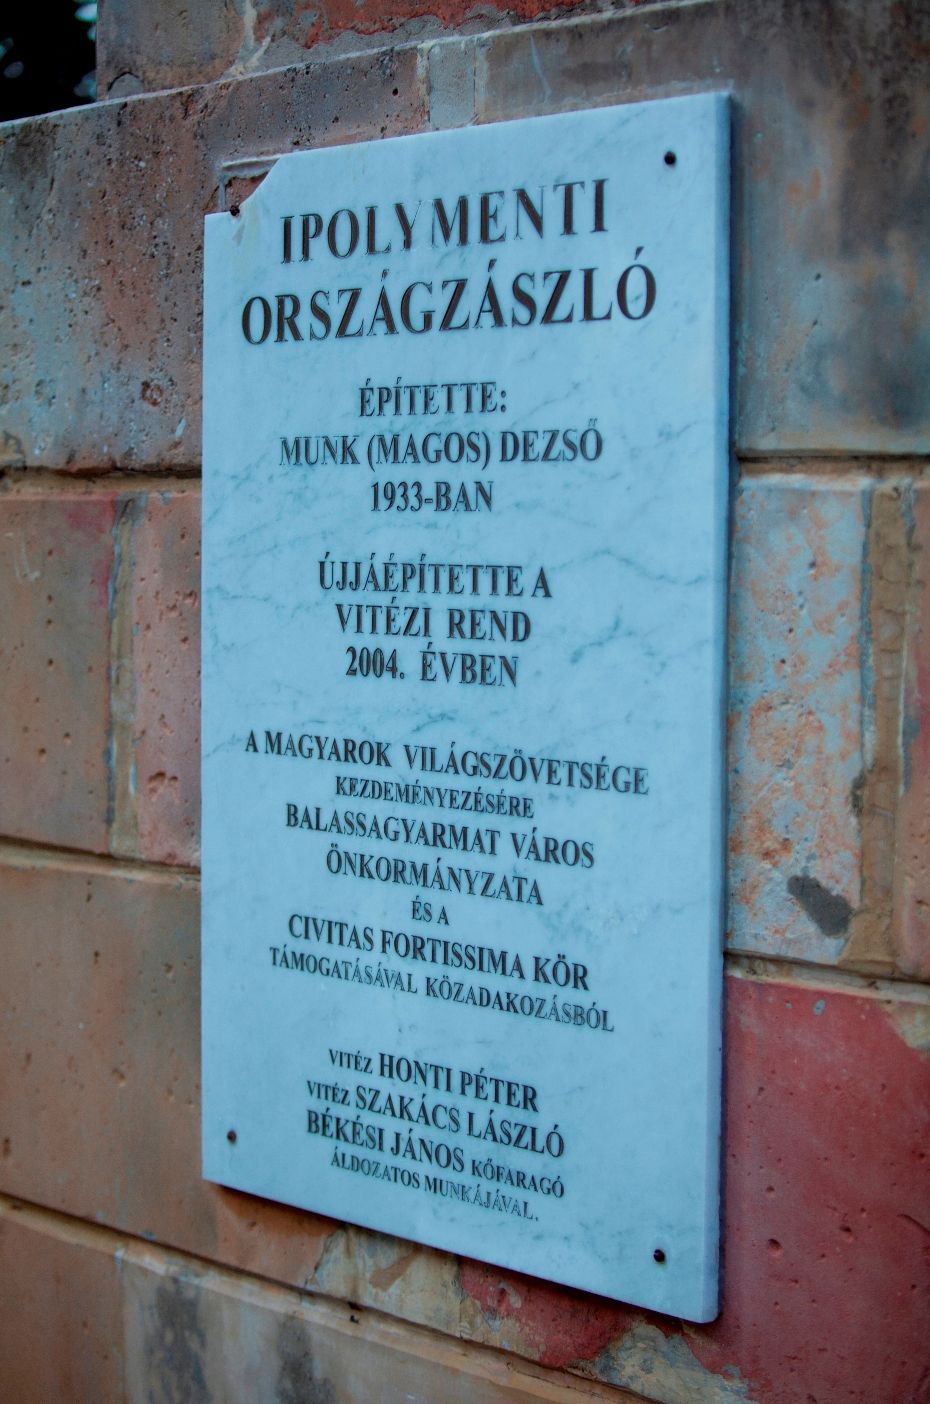 IPOLYMENTI
ORSZÁGZÁSZLÓ
ÉPÍTETTE:
MUNK (MAGOS) DEZSŐ
1933-BAN
ÚJJÁÉPÍTETTE A
VITÉZI REND
2004. ÉVBEN
A MAGYAROK VILÁGSZÖVETSÉGE
KEZDEMÉNYEZÉSÉRE
BALASSAGYARMAT VÁROS
ÖNKORMÁNYZATA
ÉS A
CIVITAS FORTISSIMA KÖR
TÁMOGATÁSÁVAL KÖZADAKOZÁSBÓL
VITÉZ HONTI PÉTER
VITÉZ SZAKÁCS LÁSZLÓ
BÉKÉSI JÁNOS KŐFARAGÓ
ÁLDOZATOS MUNKÁJÁVAL.